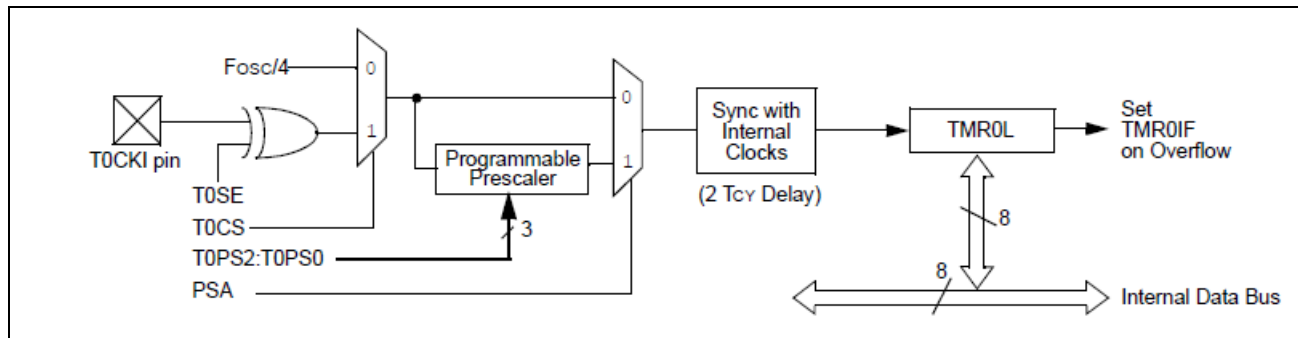 Fosc/4
0
1
T0CKI pin
T0SE
T0CS
T0PS2:T0PS0
PSA
Programmable
Prescaler
3
0
1
Sync with
Internal
Clocks
(2 TCY Delay)
TMR0L
Set
TMR0IF
on Overflow
8
8
Internal Data Bus